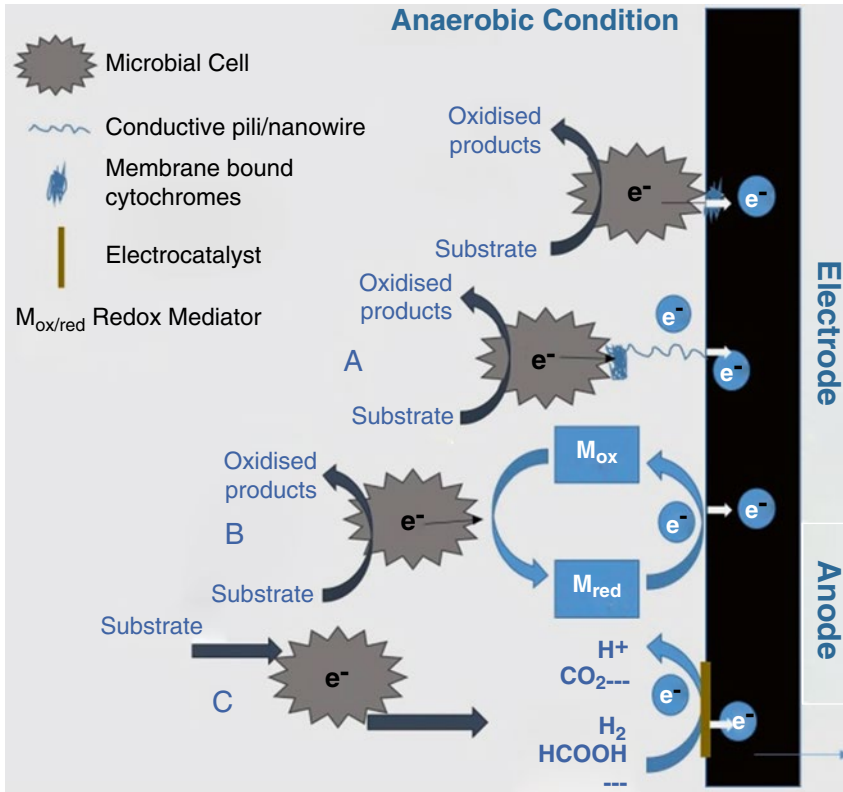 Anaerobic Condition
Microbial Cell
Conductive pili/nanowire
Membrane bound
cytochromes
Electrocatalyst
Mox/red Redox Mediator
Oxidised
products
e-
e-
Substrate
Oxidised
products
e-
A
e-
e-
Substrate
Oxidised
products
Mox
B
e-
e-
e-
Mred
Substrate
Substrate
C
e-
H+
CO2---
e-
e-
H2
HCOOH
---
Electrode
Anode